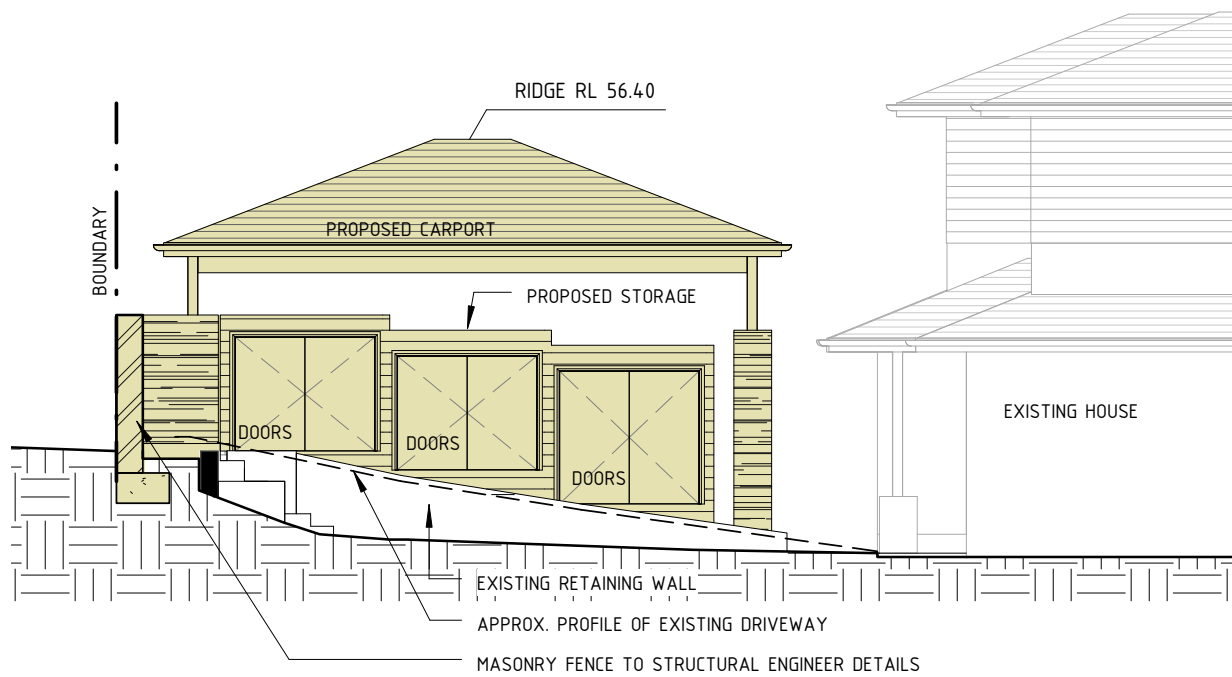 RIDGE RL 56.40
BOUNDARY
PROPOSED CARPORT
PROPOSED STORAGE
EXISTING HOUSE
DOORS
DOORS
DOORS
EXISTING RETAINING WALL
APPROX. PROFILE OF EXISTING DRIVEWAY
MASONRY FENCE TO STRUCTURAL ENGINEER DETAILS